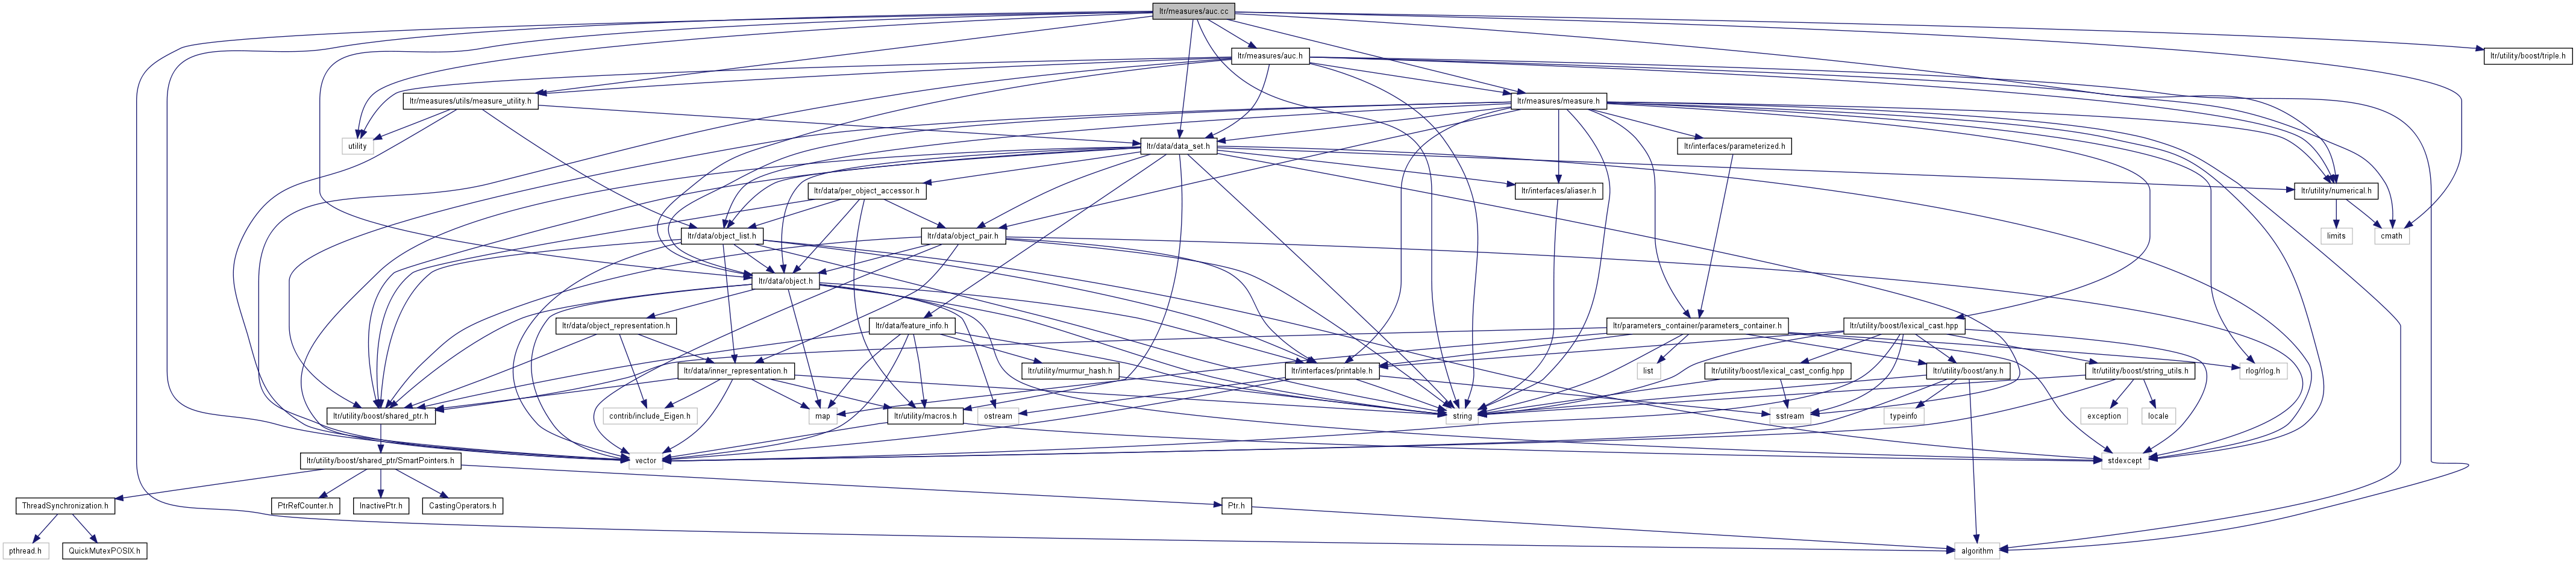 ltr/measures/auc.cc
ltr/measures/auc.h
ltr/utility/boost/triple.h
ltr/measures/utils/measure_utility.h
ltr/measures/measure.h
utility
ltr/data/data_set.h
ltr/interfaces/parameterized.h
ltr/data/per_object_accessor.h
ltr/interfaces/aliaser.h
ltr/utility/numerical.h
ltr/data/object_list.h
ltr/data/object_pair.h
limits
cmath
ltr/data/object.h
ltr/data/object_representation.h
ltr/data/feature_info.h
ltr/parameters_container/parameters_container.h
ltr/utility/boost/lexical_cast.hpp
ltr/data/inner_representation.h
ltr/utility/murmur_hash.h
ltr/interfaces/printable.h
list
ltr/utility/boost/lexical_cast_config.hpp
ltr/utility/boost/any.h
ltr/utility/boost/string_utils.h
rlog/rlog.h
ltr/utility/boost/shared_ptr.h
contrib/include_Eigen.h
map
ltr/utility/macros.h
ostream
string
sstream
typeinfo
exception
locale
ltr/utility/boost/shared_ptr/SmartPointers.h
vector
stdexcept
ThreadSynchronization.h
PtrRefCounter.h
InactivePtr.h
CastingOperators.h
Ptr.h
pthread.h
QuickMutexPOSIX.h
algorithm